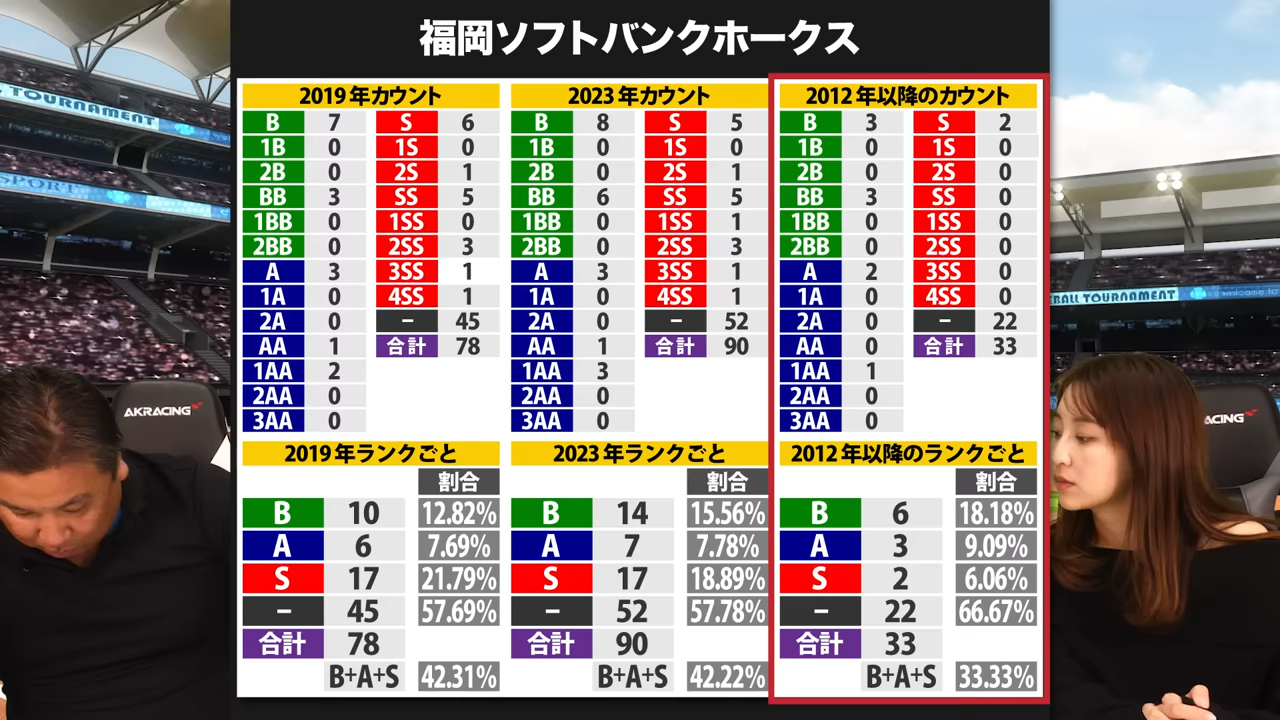 福岡ソフトバンクホークス
2019年カウント
B 7 S 6
1B 0 1S 0
2B 0 2S 1
BB 3 SS 5
1BB 0 1SS 0
2BB 0 2SS 3
A 3 3SS 1
1A 0 4SS 1
2A 0 － 45
AA 1 合計 78
1AA 2
2AA 0
3AA 0
2023年カウント
B 8 S 5
1B 0 1S 0
2B 0 2S 1
BB 6 SS 5
1BB 0 1SS 1
2BB 0 2SS 3
A 3 3SS 1
1A 0 4SS 1
2A 0 － 52
AA 1 合計 90
1AA 3
2AA 0
3AA 0
2012年以降のカウント
B 3 S 2
1B 0 1S 0
2B 0 2S 0
BB 3 SS 0
1BB 0 1SS 0
2BB 0 2SS 0
A 2 3SS 0
1A 0 4SS 0
2A 0 － 22
AA 0 合計 33
1AA 1
2AA 0
3AA 0
2019年ランクごと
割合
B 10 12.82%
A 6 7.69%
S 17 21.79%
－ 45 57.69%
合計 78
B+A+S 42.31%
2023年ランクごと
割合
B 14 15.56%
A 7 7.78%
S 17 18.89%
－ 52 57.78%
合計 90
B+A+S 42.22%
2012年以降のランクごと
割合
B 6 18.18%
A 3 9.09%
S 2 6.06%
－ 22 66.67%
合計 33
B+A+S 33.33%
TOURNAMENT
SPORT
AKRACING
BALL TOURNAMENT
welcome at
RACING